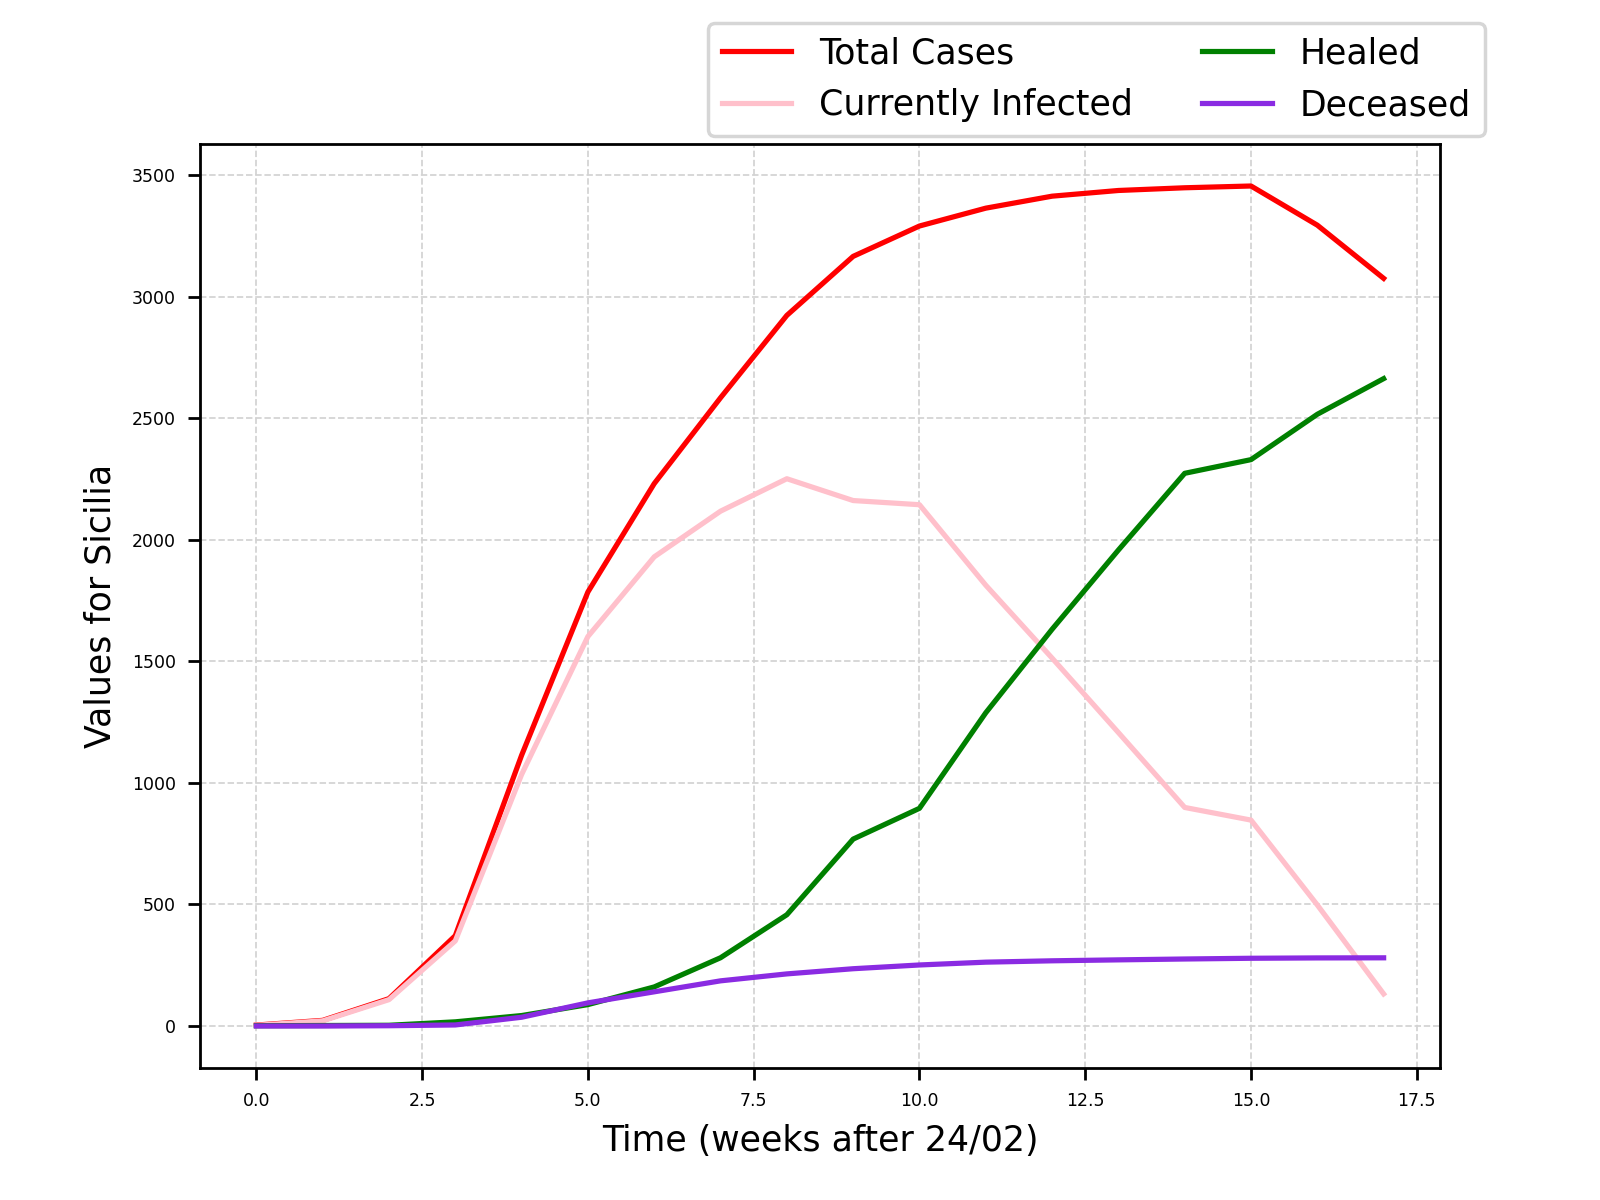 Total Cases
Currently Infected
Healed
Deceased
3500
3000
2500
2000
1500
1000
500
0
Values for Sicilia
0.0 2.5 5.0 7.5 10.0 12.5 15.0 17.5
Time (weeks after 24/02)